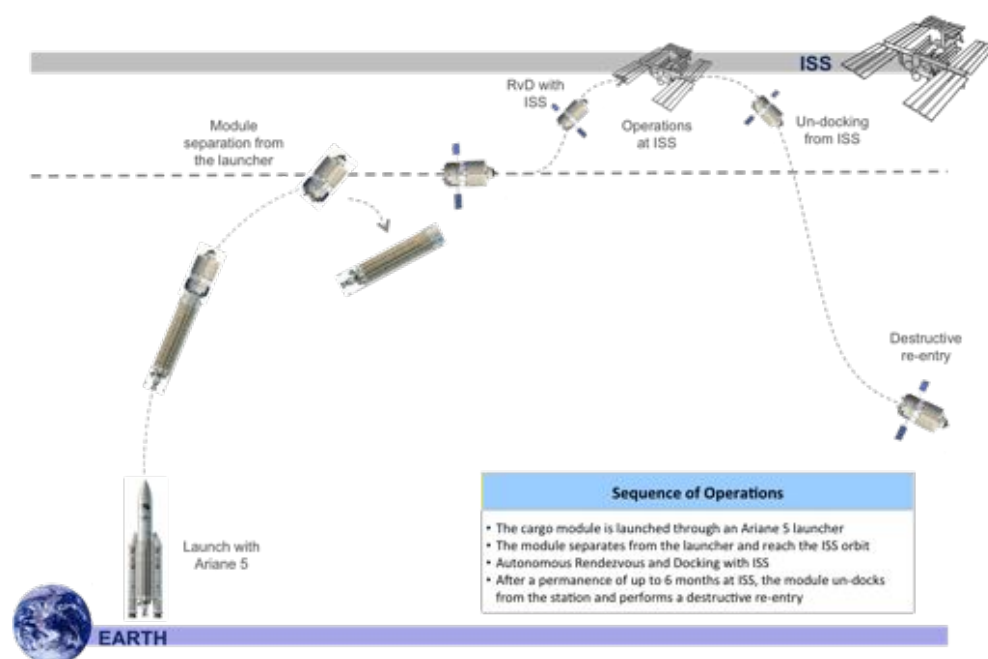 ISS
RvD with
ISS
Operations
at ISS
Un-docking
from ISS
Module
separation from
the launcher
Destructive
re-entry
Launch with
Ariane 5
Sequence of Operations
• The cargo module is launched through an Ariane 5 launcher
• The module separates from the launcher and reach the ISS orbit
• Autonomous Rendezvous and Docking with ISS
• After a permanence of up to 6 months at ISS, the module un-docks
from the station and performs a destructive re-entry
EARTH